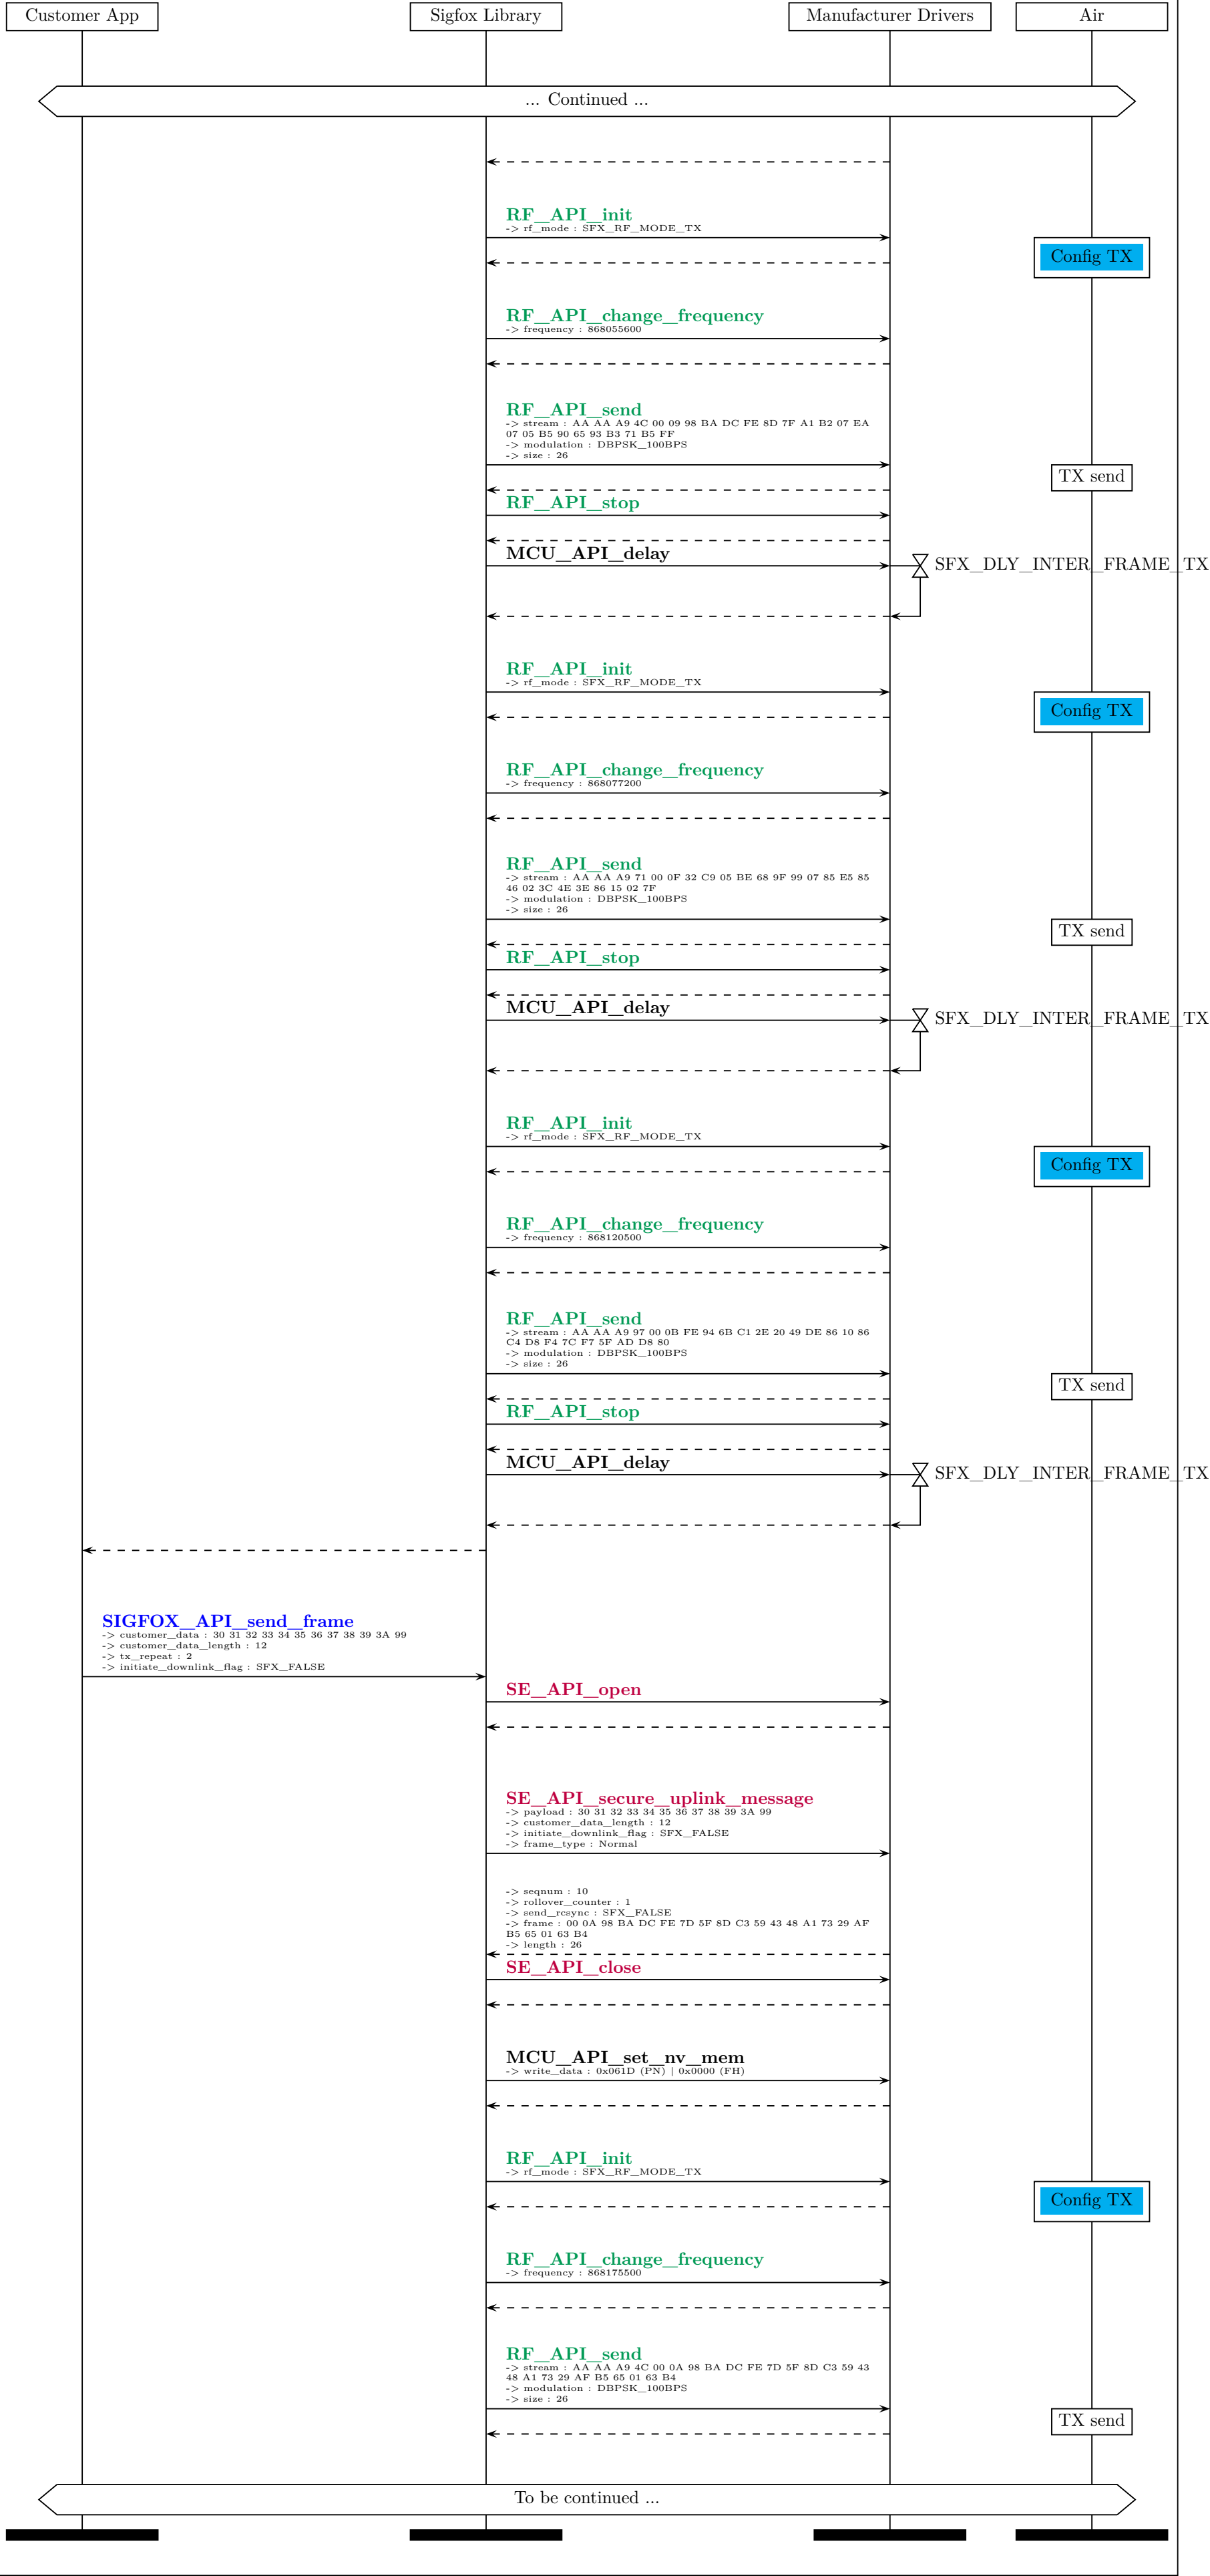 Customer App
Sigfox Library
Manufacturer Drivers
Air
... Continued ...
RF_API_init
-> rf_mode : SFX_RF_MODE_TX
Config TX
RF_API_change_frequency
-> frequency : 868055600
RF_API_send
-> stream : AA AA A9 4C 00 09 98 BA DC FE 8D 7F A1 B2 07 EA
07 05 B5 90 65 93 B3 71 B5 FF
-> modulation : DBPSK_100BPS
-> size : 26
TX send
RF_API_stop
MCU_API_delay
SFX_DLY_INTER_FRAME_TX
RF_API_init
-> rf_mode : SFX_RF_MODE_TX
Config TX
RF_API_change_frequency
-> frequency : 868077200
RF_API_send
-> stream : AA AA A9 71 00 0F 32 C9 05 BE 68 9F 99 07 85 E5 85
46 02 3C 4E 3E 86 15 02 7F
-> modulation : DBPSK_100BPS
-> size : 26
TX send
RF_API_stop
MCU_API_delay
SFX_DLY_INTER_FRAME_TX
RF_API_init
-> rf_mode : SFX_RF_MODE_TX
Config TX
RF_API_change_frequency
-> frequency : 868120500
RF_API_send
-> stream : AA AA A9 97 00 0B FE 94 6B C1 2E 20 49 DE 86 10 86
C4 D8 F4 7C F7 5F AD D8 80
-> modulation : DBPSK_100BPS
-> size : 26
TX send
RF_API_stop
MCU_API_delay
SFX_DLY_INTER_FRAME_TX
SIGFOX_API_send_frame
-> customer_data : 30 31 32 33 34 35 36 37 38 39 3A 99
-> customer_data_length : 12
-> tx_repeat : 2
-> initiate_downlink_flag : SFX_FALSE
SE_API_open
SE_API_secure_uplink_message
-> payload : 30 31 32 33 34 35 36 37 38 39 3A 99
-> customer_data_length : 12
-> initiate_downlink_flag : SFX_FALSE
-> frame_type : Normal
-> seqnum : 10
-> rollover_counter : 1
-> send_rcsync : SFX_FALSE
-> frame : 00 0A 98 BA DC FE 7D 5F 8D C3 59 43 48 A1 73 29 AF
B5 65 01 63 B4
-> length : 26
SE_API_close
MCU_API_set_nv_mem
-> write_data : 0x061D (PN) | 0x0000 (FH)
RF_API_init
-> rf_mode : SFX_RF_MODE_TX
Config TX
RF_API_change_frequency
-> frequency : 868175500
RF_API_send
-> stream : AA AA A9 4C 00 0A 98 BA DC FE 7D 5F 8D C3 59 43
48 A1 73 29 AF B5 65 01 63 B4
-> modulation : DBPSK_100BPS
-> size : 26
TX send
To be continued ...